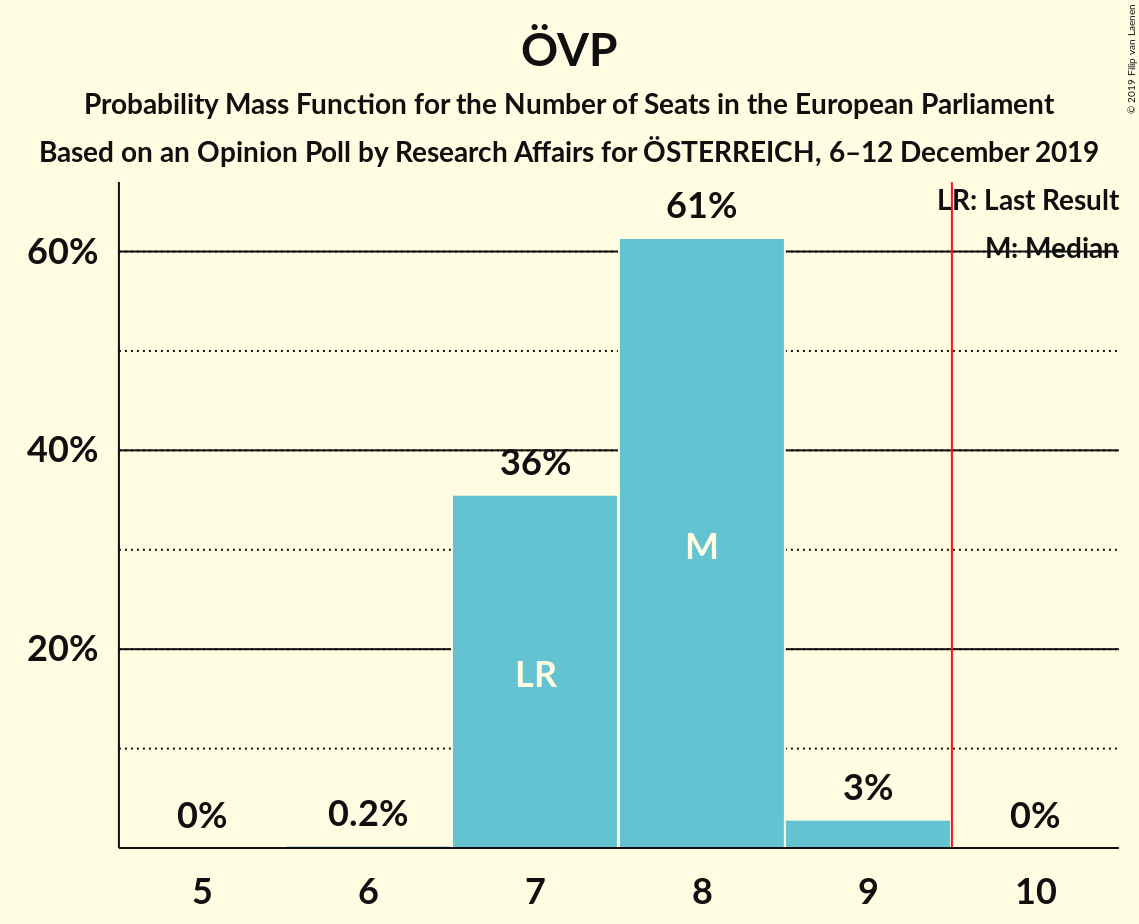 ÖVP
Probability Mass Function for the Number of Seats in the European Parliament
Based on an Opinion Poll by Research Affairs for ÖSTERREICH, 6–12 December 2019
© 2019 Filip van Laenen
LR: Last Result
M: Median
60%
40%
20%
0%
0.2%
36%
61%
3%
0%
LR
M
5
6
7
8
9
10